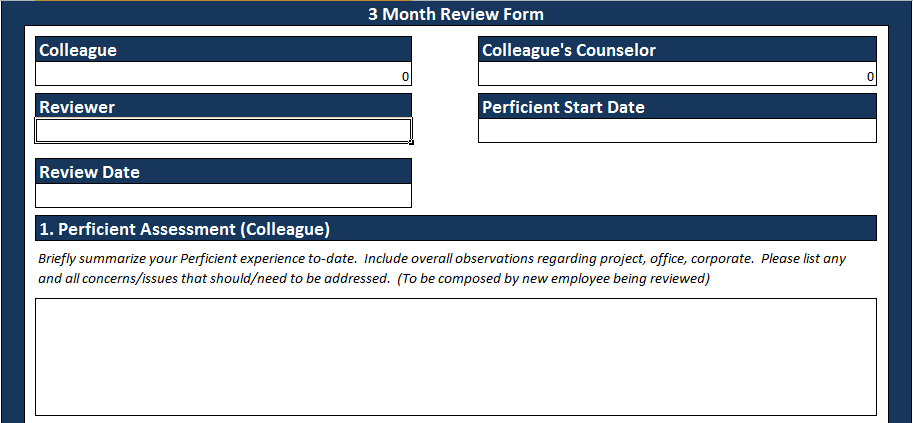 3 Month Review Form
Colleague
Colleague's Counselor
0
0
Reviewer
Perficient Start Date
Review Date
1. Perficient Assessment (Colleague)
Briefly summarize your Perficient experience to-date.  Include overall observations regarding project, office, corporate.  Please list any
and all concerns/issues that should/need to be addressed.  (To be composed by new employee being reviewed)